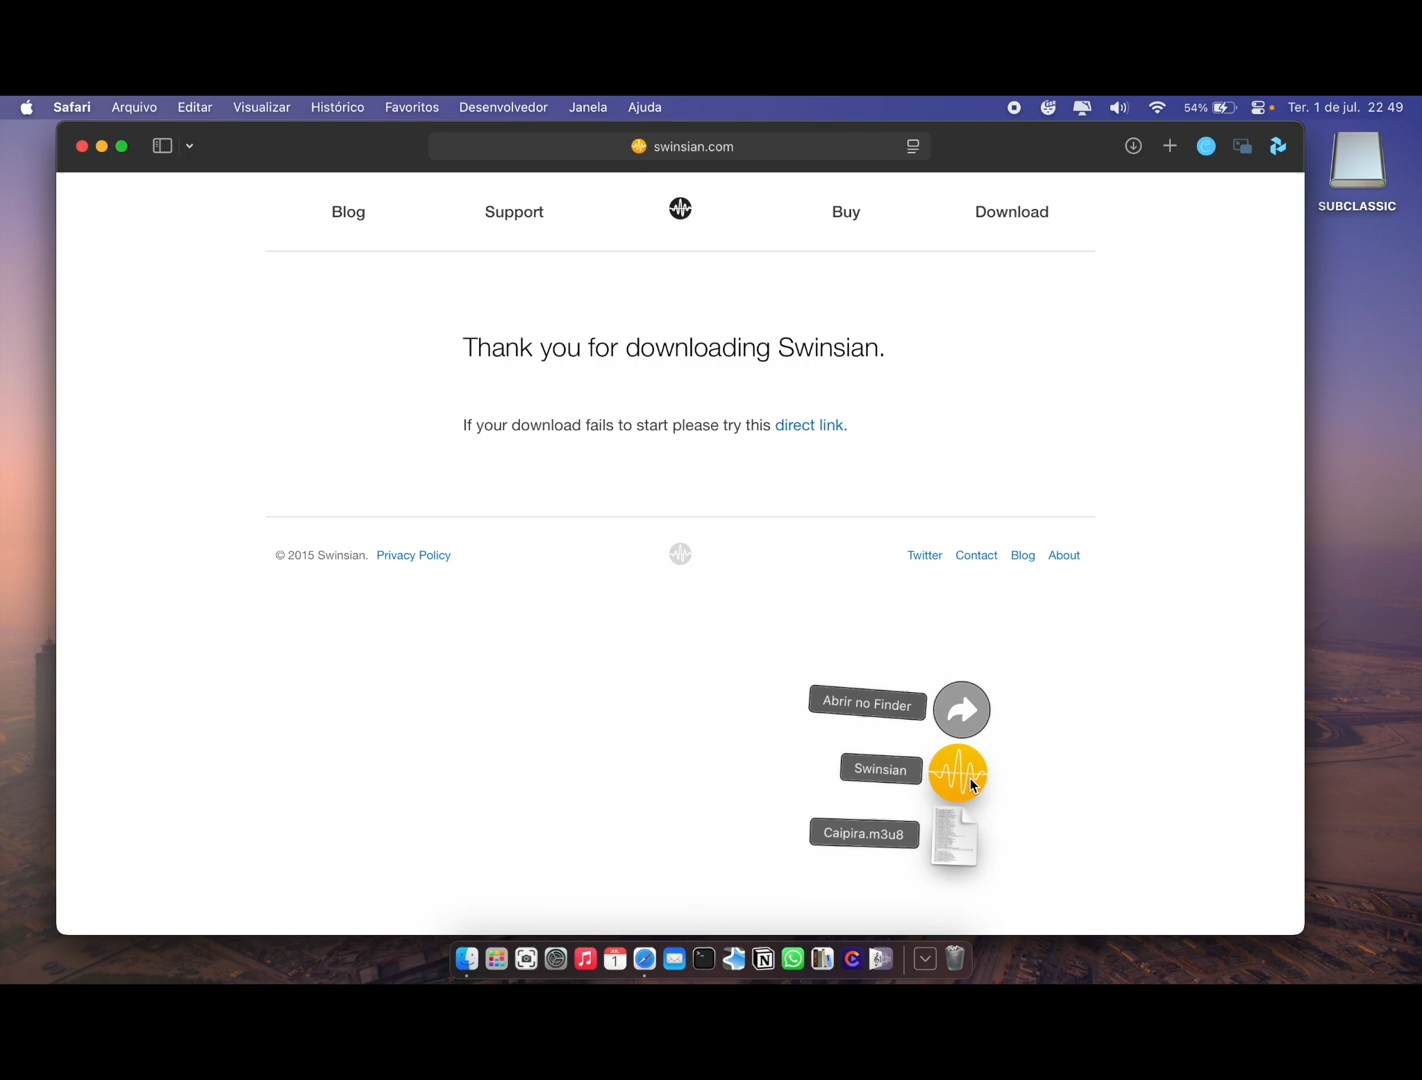 Safari Arquivo Editar Visualizar Histórico Favoritos Desenvolvedor Janela Ajuda 54% Ter. 1 de jul. 22 49
swinsian.com
SUBCLASSIC
Blog Support Buy Download
Thank you for downloading Swinsian.
If your download fails to start please try this direct link.
© 2015 Swinsian. Privacy Policy Twitter Contact Blog About
Abrir no Finder
Swinsian
Caipira.m3u8